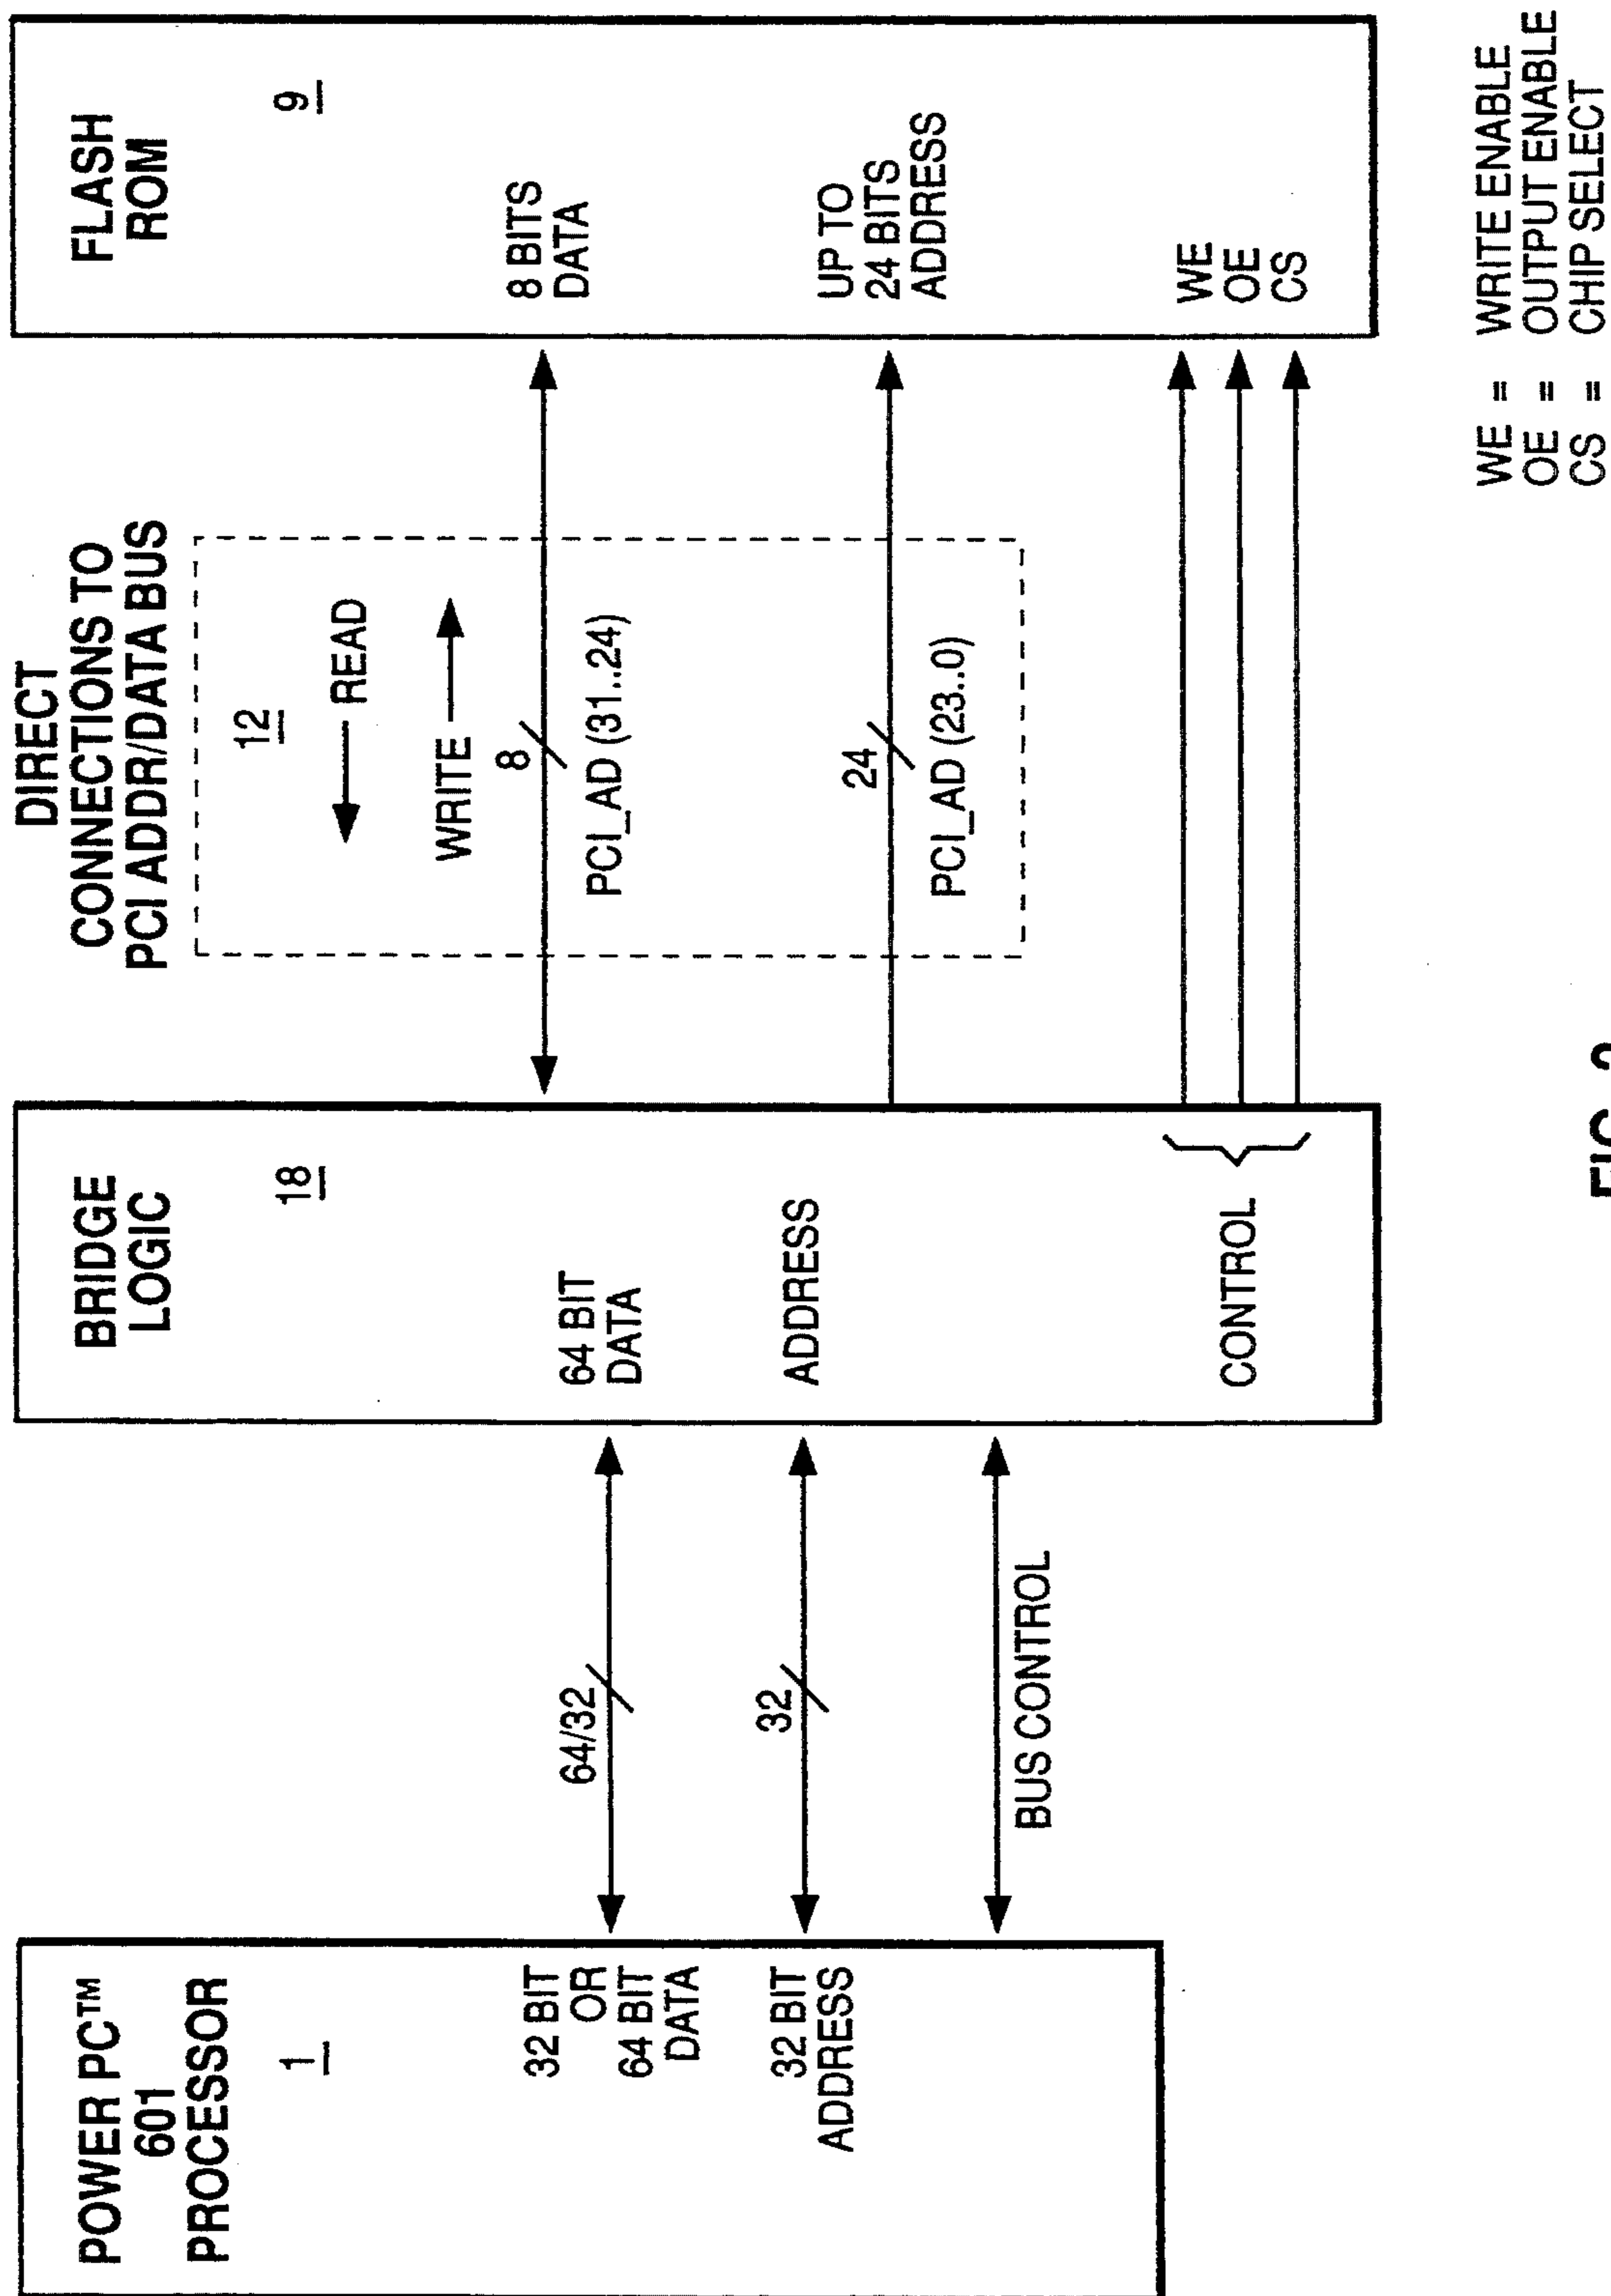 POWER PC™
601
PROCESSOR
1
32 BIT
OR
64 BIT
DATA
32 BIT
ADDRESS
64/32
32
BUS CONTROL
BRIDGE
LOGIC
18
64 BIT
DATA
ADDRESS
CONTROL
DIRECT
CONNECTIONS TO
PCI ADDR/DATA BUS
12
READ
WRITE
8
PCI_AD (31..24)
24
PCI_AD (23..0)
FLASH
ROM
9
8 BITS
DATA
UP TO
24 BITS
ADDRESS
WE
OE
CS
WE = WRITE ENABLE
OE = OUTPUT ENABLE
CS = CHIP SELECT